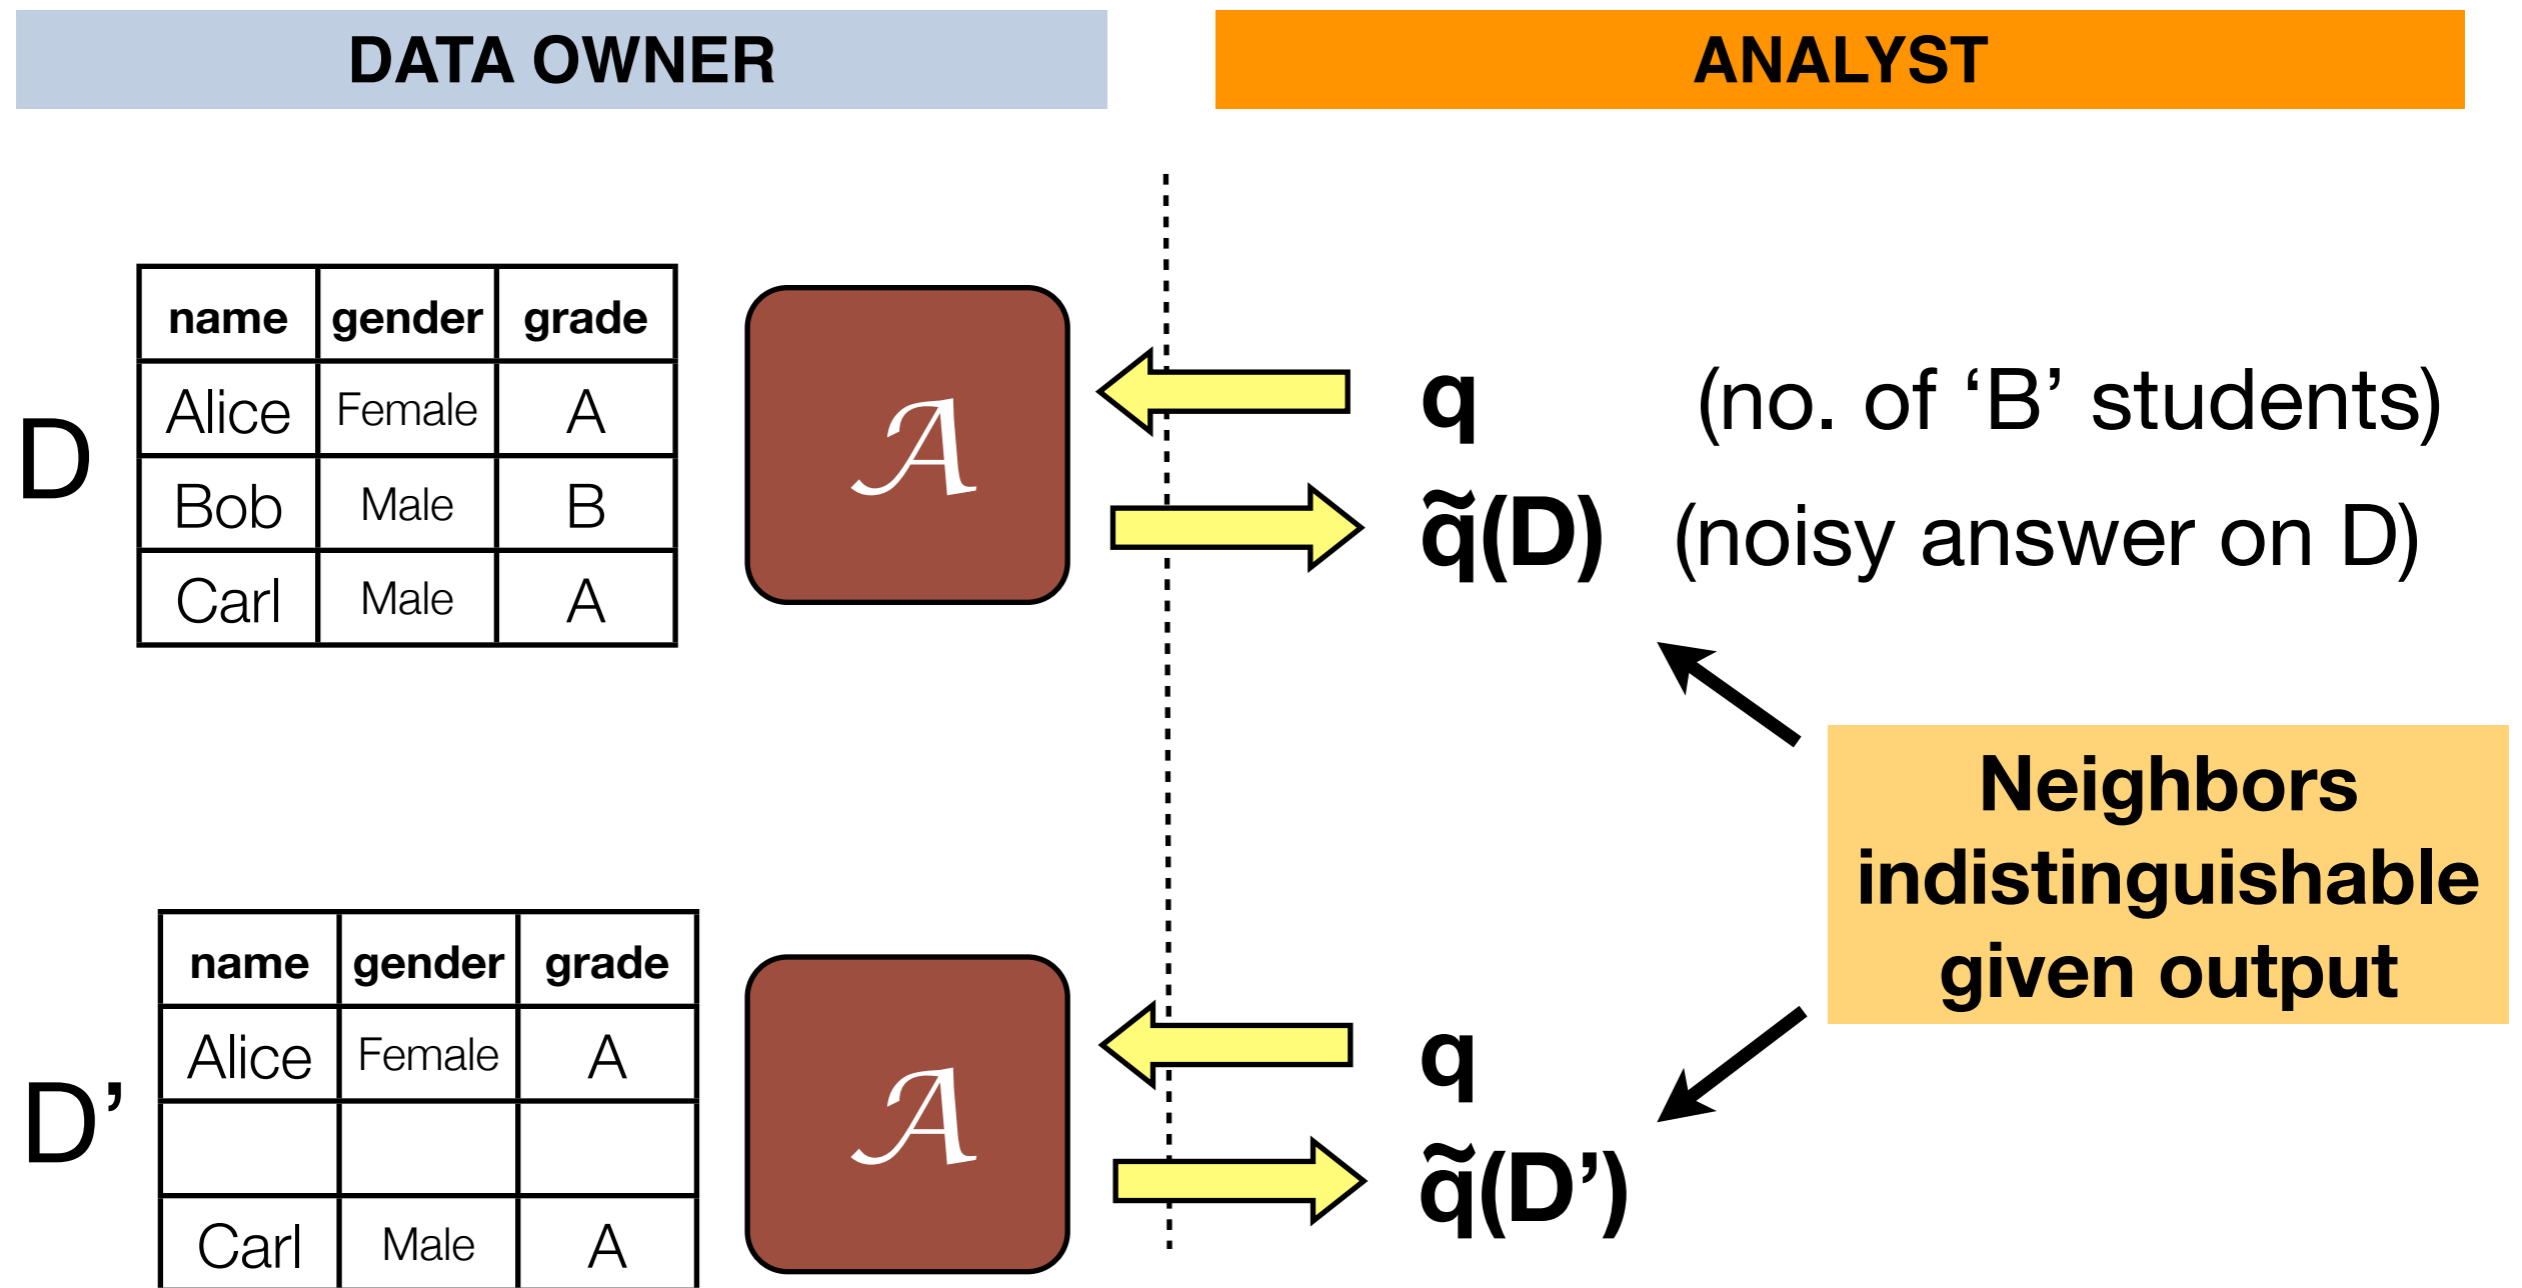 DATA OWNER
ANALYST
D
name gender grade
Alice Female A
Bob Male B
Carl Male A
𝒜
q (no. of ‘B’ students)
q̃(D) (noisy answer on D)
Neighbors
indistinguishable
given output
D’
name gender grade
Alice Female A
Carl Male A
𝒜
q
q̃(D’)